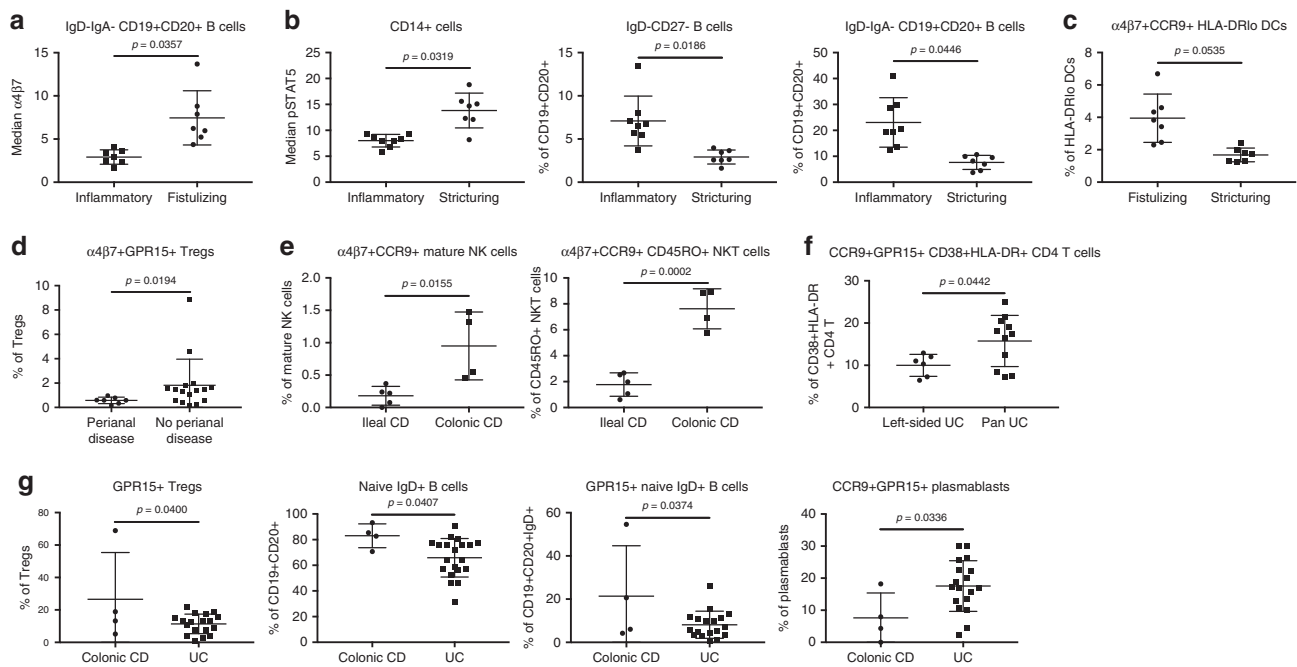 a
IgD-IgA- CD19+CD20+ B cells
p = 0.0357
Median α4β7
15
10
5
0
Inflammatory
Fistulizing
b
CD14+ cells
p = 0.0319
Median pSTAT5
25
20
15
10
5
0
Inflammatory
Stricturing
IgD-CD27- B cells
p = 0.0186
% of CD19+CD20+
15
10
5
0
Inflammatory
Stricturing
IgD-IgA- CD19+CD20+ B cells
p = 0.0446
% of CD19+CD20+
50
40
30
20
10
0
Inflammatory
Stricturing
c
α4β7+CCR9+ HLA-DRlo DCs
p = 0.0535
% of HLA-DRlo DCs
8
6
4
2
0
Fistulizing
Stricturing
d
α4β7+GPR15+ Tregs
p = 0.0194
% of Tregs
10
8
6
4
2
0
Perianal
disease
No perianal
disease
e
α4β7+CCR9+ mature NK cells
p = 0.0155
% of mature NK cells
2.0
1.5
1.0
0.5
0.0
Ileal CD
Colonic CD
α4β7+CCR9+ CD45RO+ NKT cells
p = 0.0002
% of CD45RO+ NKT cells
10
8
6
4
2
0
Ileal CD
Colonic CD
f
CCR9+GPR15+ CD38+HLA-DR+ CD4 T cells
p = 0.0442
% of CD38+HLA-DR
+ CD4 T
30
20
10
0
Left-sided UC
Pan UC
g
GPR15+ Tregs
p = 0.0400
% of Tregs
80
60
40
20
0
Colonic CD
UC
Naive IgD+ B cells
p = 0.0407
% of CD19+CD20+
100
80
60
40
20
0
Colonic CD
UC
GPR15+ naive IgD+ B cells
p = 0.0374
% of CD19+CD20+IgD+
60
40
20
0
Colonic CD
UC
CCR9+GPR15+ plasmablasts
p = 0.0336
% of plasmablasts
40
30
20
10
0
Colonic CD
UC